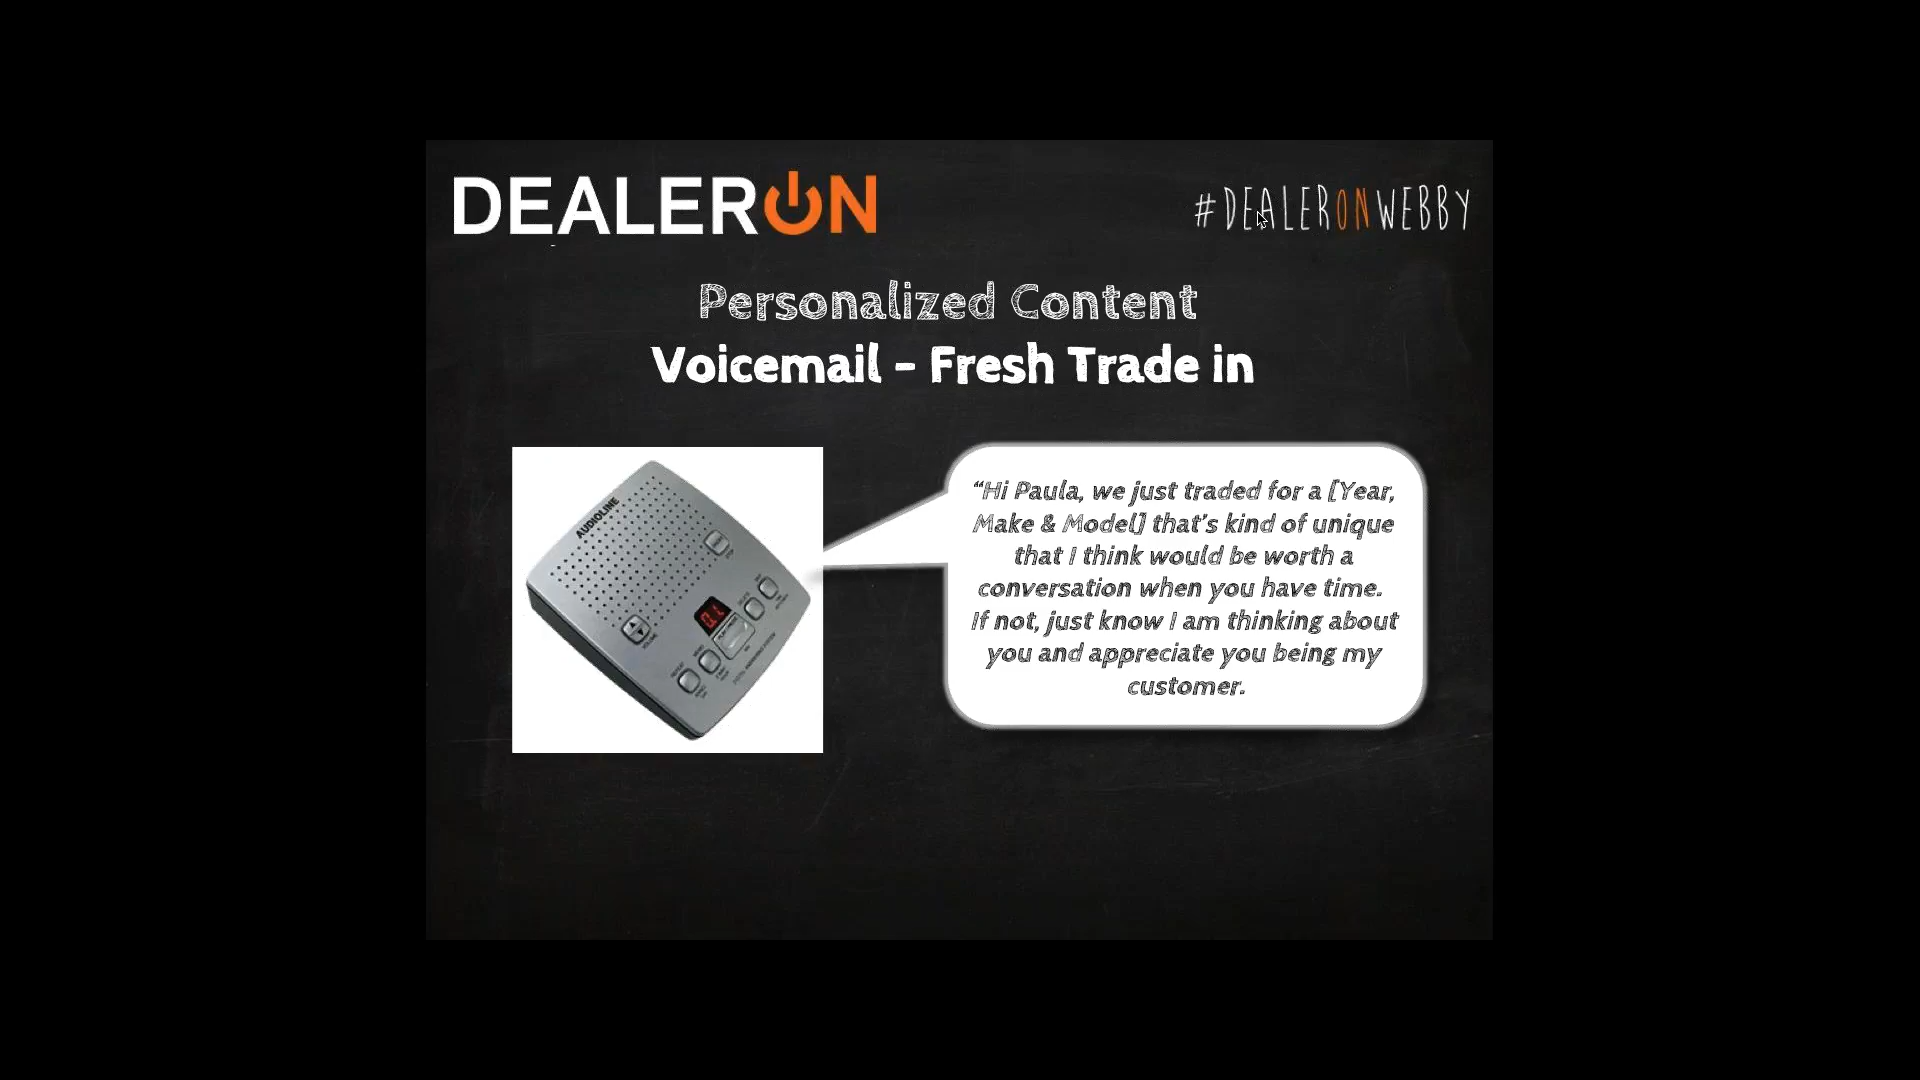 DEALERON
#DEALERONWEBBY
Personalized Content
Voicemail - Fresh Trade in
AUDIOLINE
“Hi Paula, we just traded for a [Year,
Make & Model] that's kind of unique
that I think would be worth a
conversation when you have time.
If not, just know I am thinking about
you and appreciate you being my
customer.